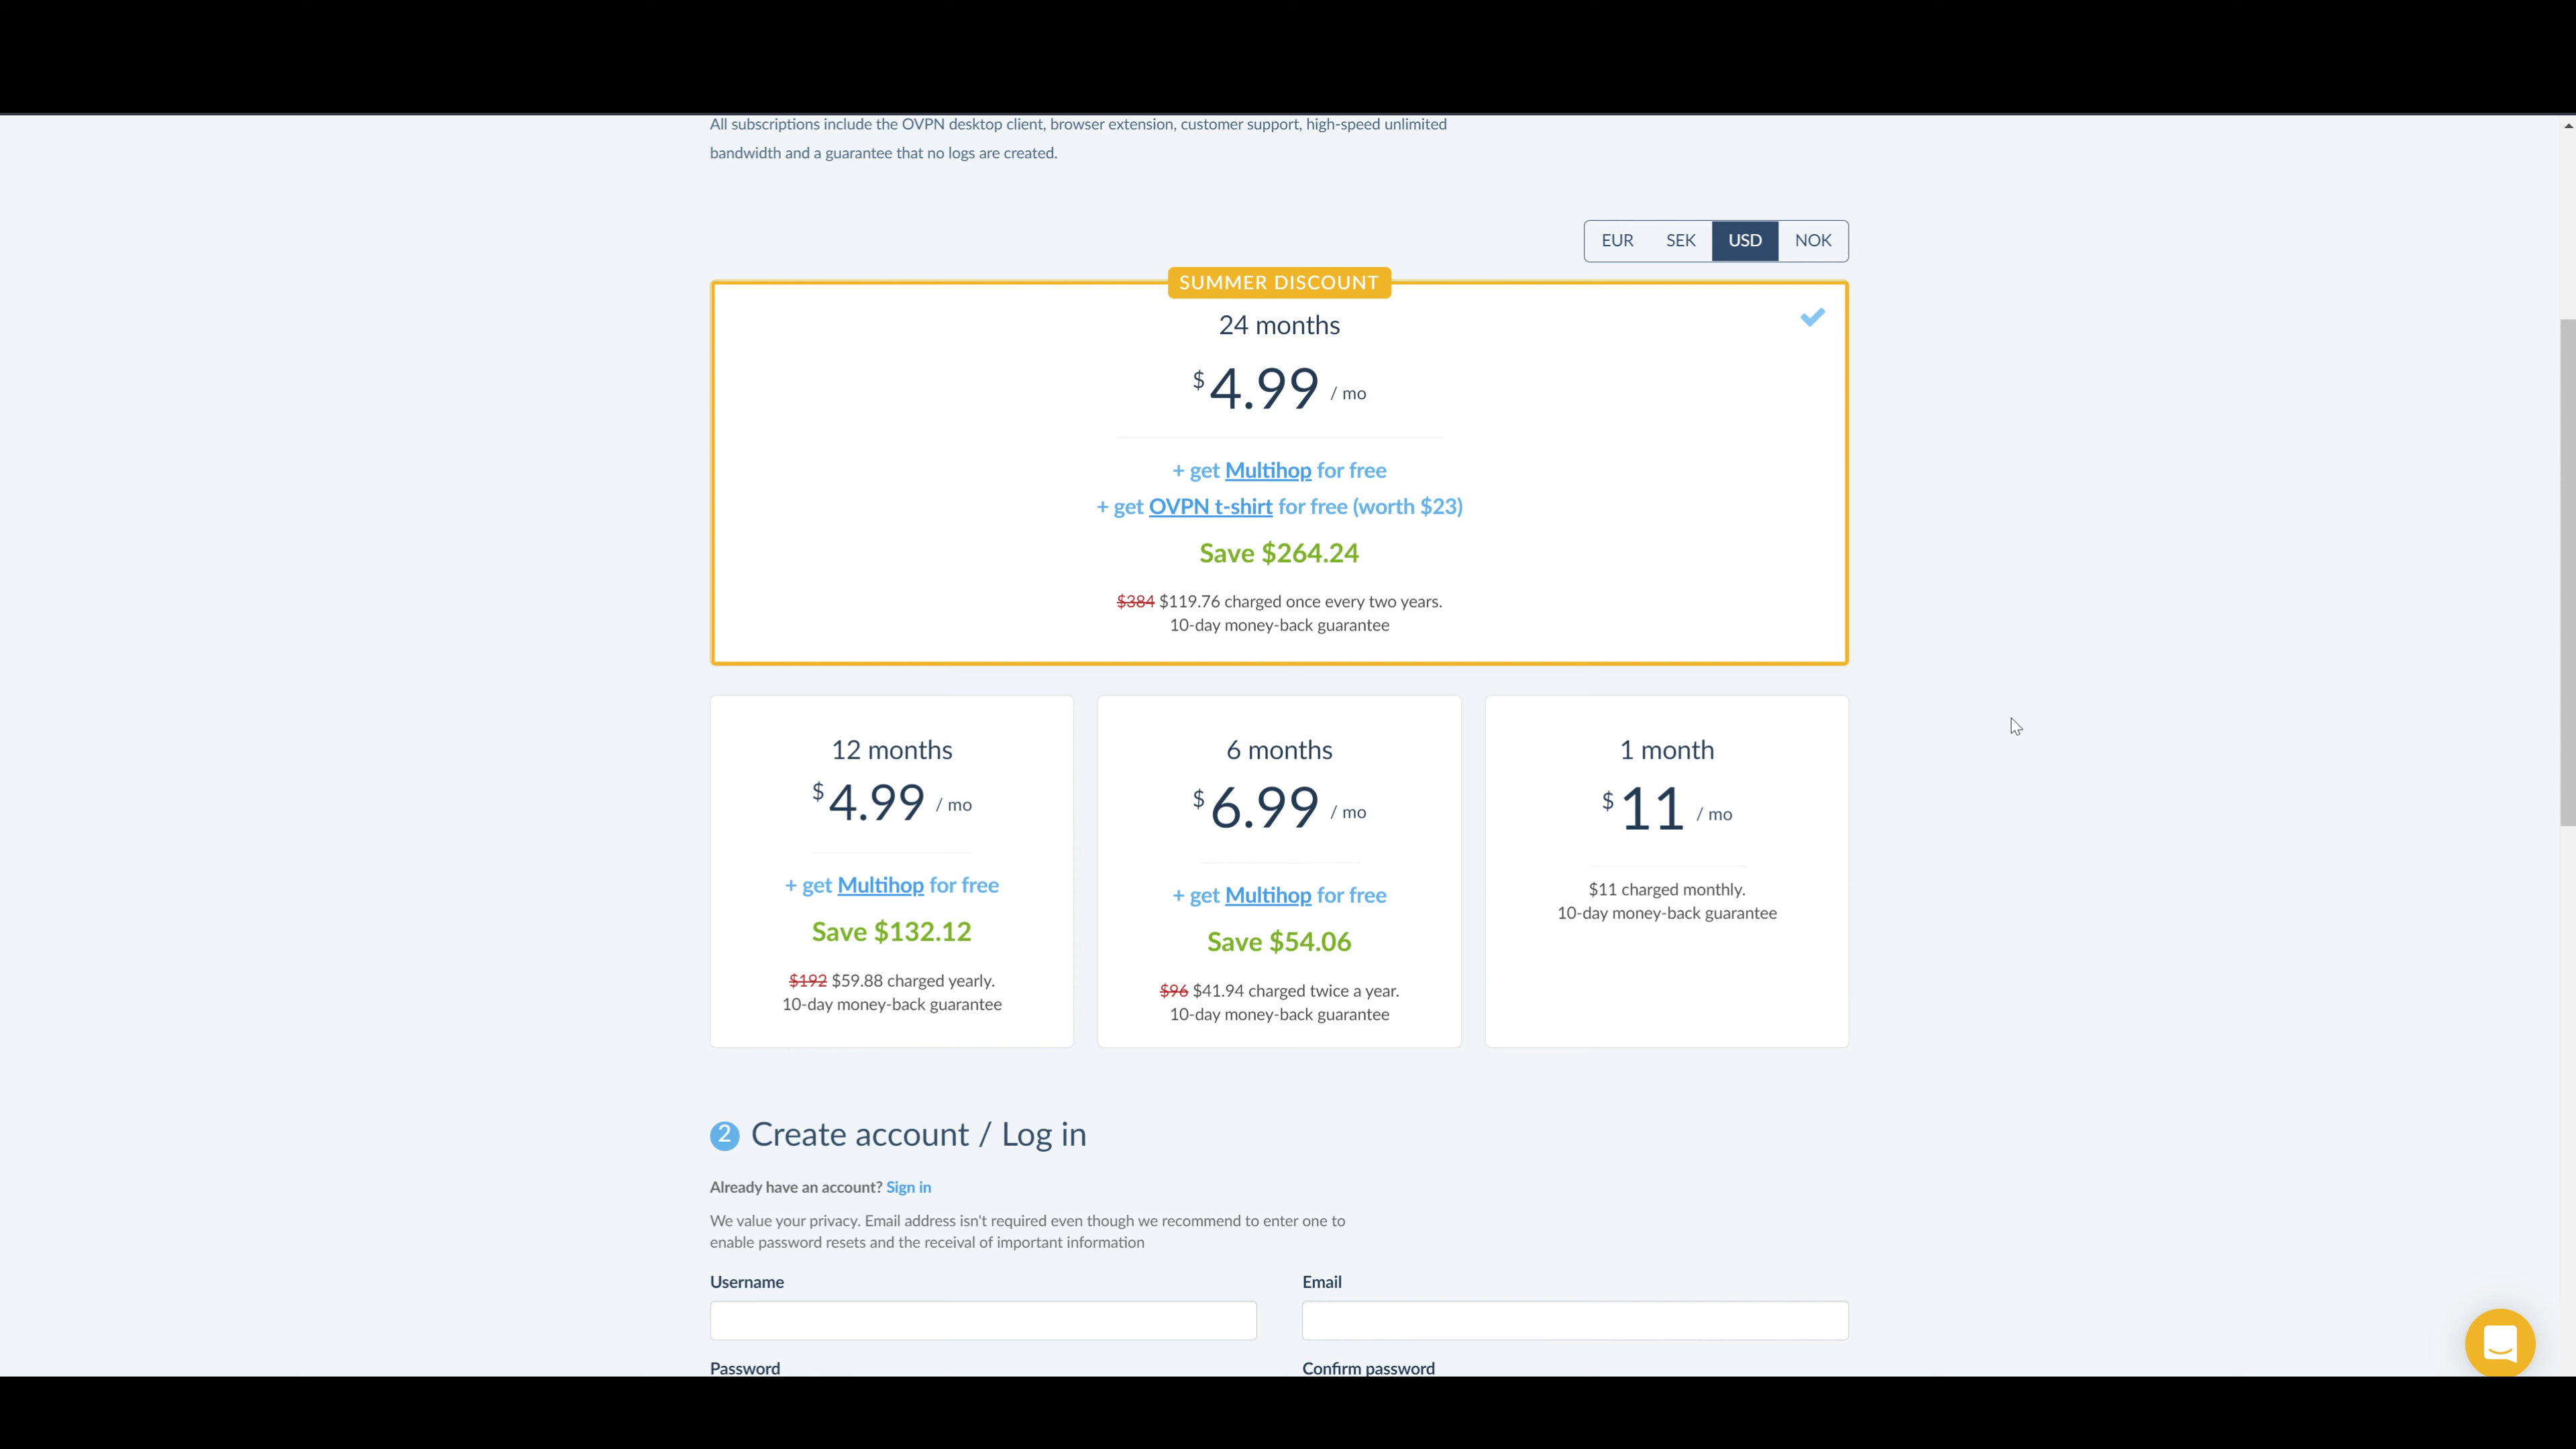 All subscriptions include the OVPN desktop client, browser extension, customer support, high-speed unlimited
bandwidth and a guarantee that no logs are created.
EUR SEK USD NOK
SUMMER DISCOUNT
24 months
$4.99 / mo
+ get Multihop for free
+ get OVPN t-shirt for free (worth $23)
Save $264.24
$384 $119.76 charged once every two years.
10-day money-back guarantee
12 months
$4.99 / mo
+ get Multihop for free
Save $132.12
$192 $59.88 charged yearly.
10-day money-back guarantee
6 months
$6.99 / mo
+ get Multihop for free
Save $54.06
$96 $41.94 charged twice a year.
10-day money-back guarantee
1 month
$11 / mo
$11 charged monthly.
10-day money-back guarantee
2 Create account / Log in
Already have an account? Sign in
We value your privacy. Email address isn't required even though we recommend to enter one to
enable password resets and the receival of important information
Username
Email
Password
Confirm password